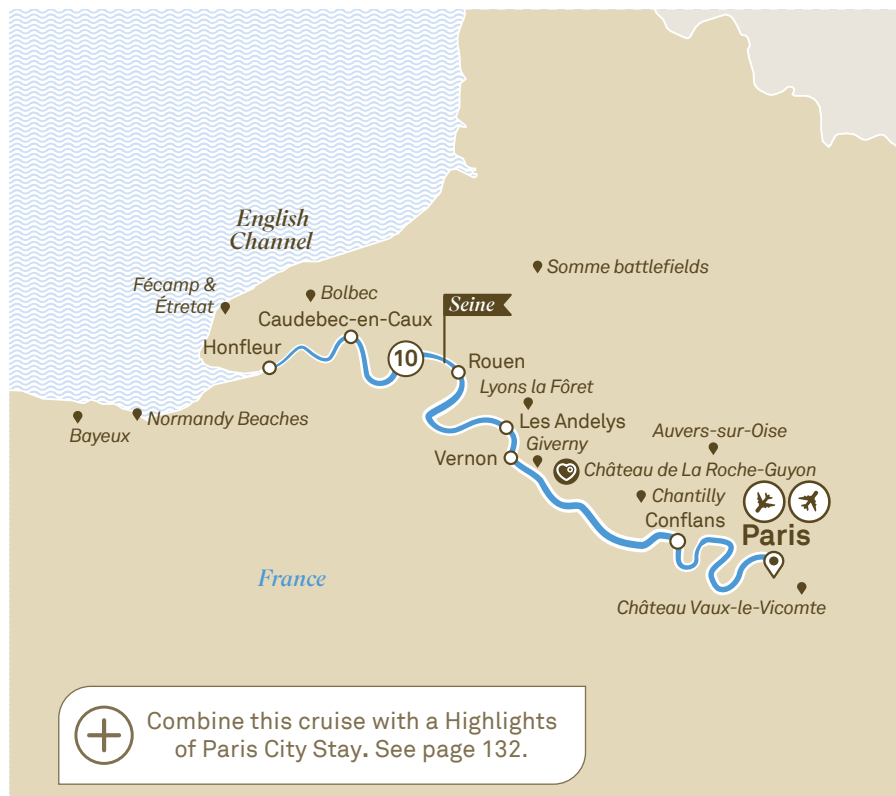 English
Channel
Somme battlefields
Fécamp &
Étretat
Bolbec
Seine
Caudebec-en-Caux
Honfleur
10
Rouen
Lyons la Fôret
Normandy Beaches
Bayeux
Les Andelys
Giverny
Auvers-sur-Oise
Vernon
Château de La Roche-Guyon
Chantilly
Conflans
Paris
France
Château Vaux-le-Vicomte
Combine this cruise with a Highlights
of Paris City Stay. See page 132.